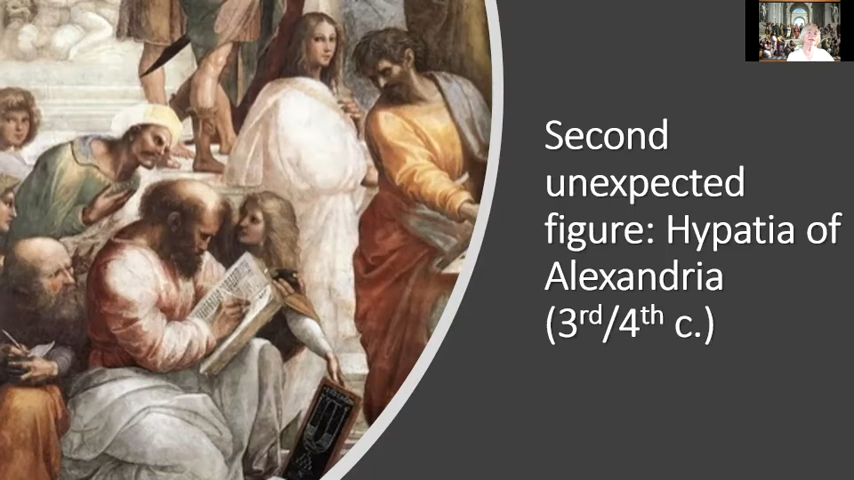 Second
unexpected
figure: Hypatia of
Alexandria
(3rd/4th c.)